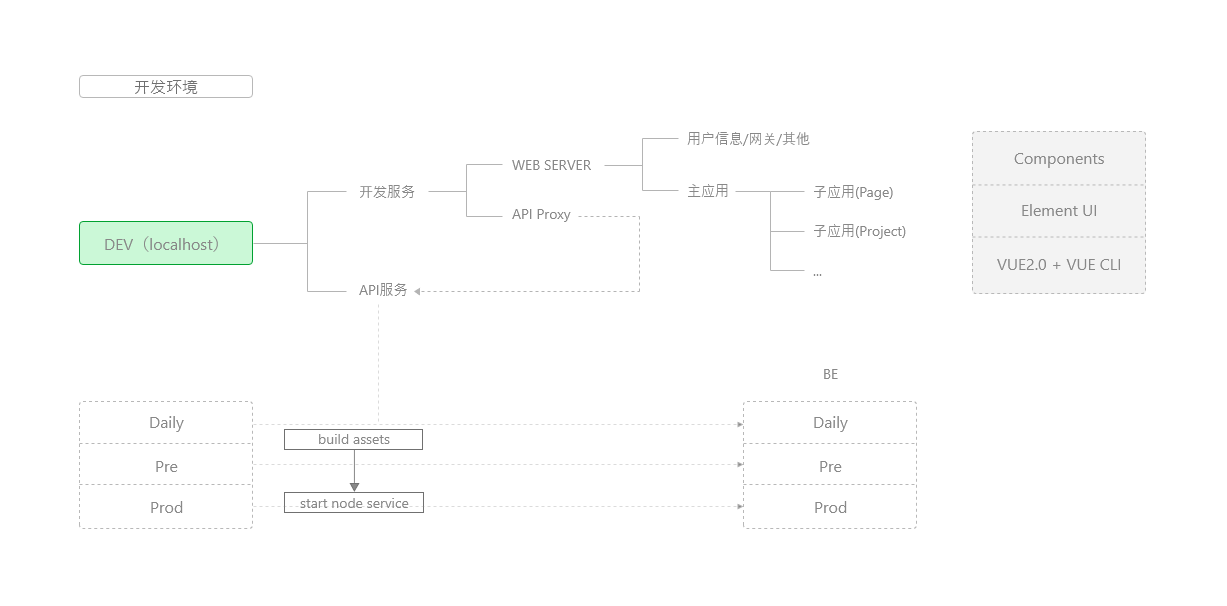 开发环境
用户信息/网关/其他
WEB SERVER
开发服务
主应用
子应用(Page)
API Proxy
子应用(Project)
DEV（localhost）
...
API服务
Components
Element UI
VUE2.0 + VUE CLI
BE
Daily
Pre
Prod
build assets
start node service
Daily
Pre
Prod